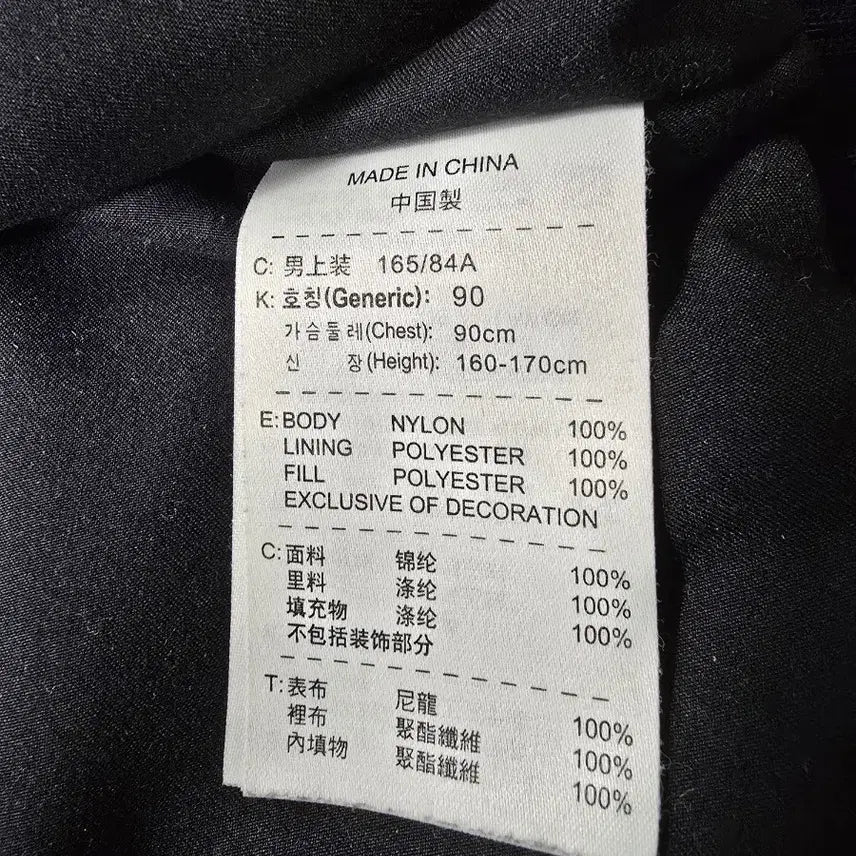 MADE IN CHINA
中国製
C: 男上装 165/84A
K: 호칭(Generic): 90
가슴둘레(Chest): 90cm
신 장(Height): 160-170cm
E: BODY NYLON 100%
LINING POLYESTER 100%
FILL POLYESTER 100%
EXCLUSIVE OF DECORATION
C: 面料 锦纶 100%
里料 涤纶 100%
填充物 涤纶 100%
不包括装饰部分
T: 表布 尼龍 100%
裡布 聚酯纖維 100%
內填物 聚酯纖維 100%